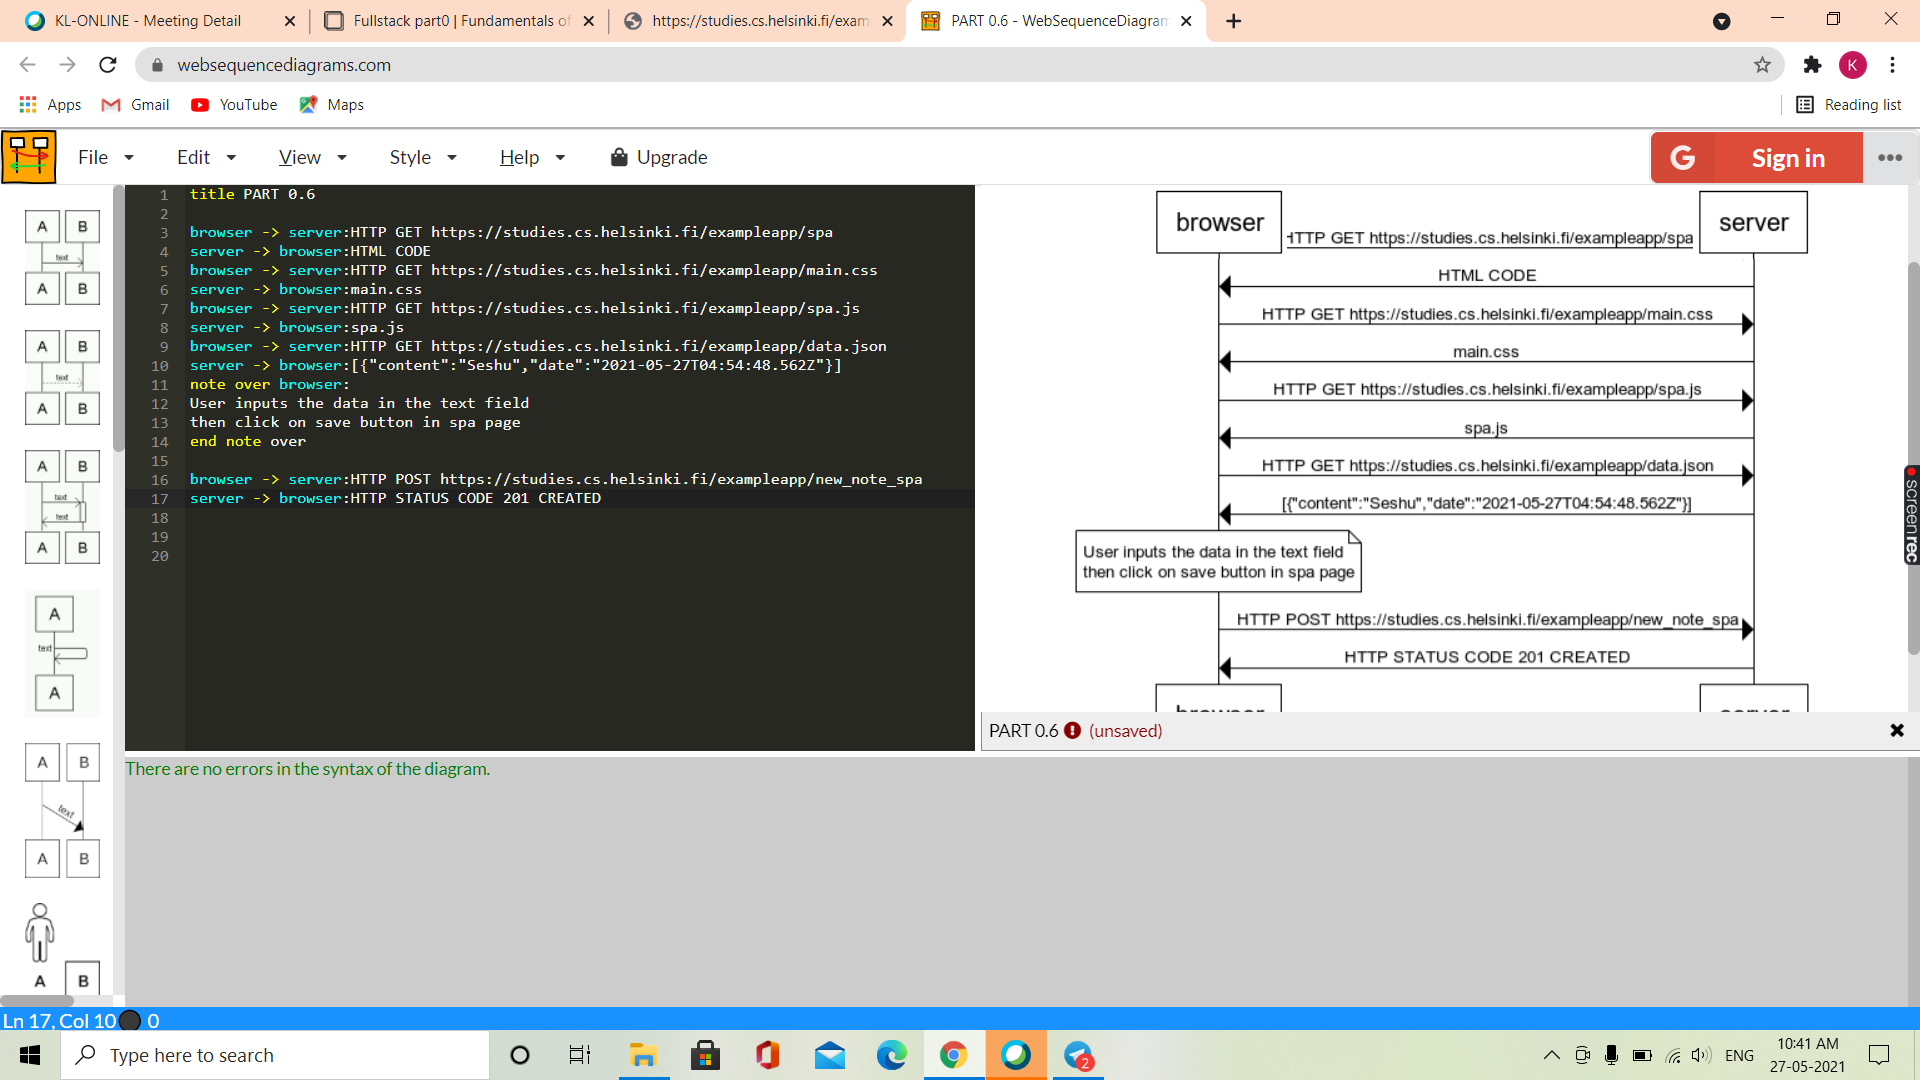 KL-ONLINE - Meeting Detail
Fullstack part0 | Fundamentals of
https://studies.cs.helsinki.fi/exam
PART 0.6 - WebSequenceDiagram
websequencediagrams.com
K
Apps
Gmail
YouTube
Maps
Reading list
File
Edit
View
Style
Help
Upgrade
G Sign in
A B
text
A B
A B
text
A B
A B
text
text
A B
A
text
A
A B
text
A B
A B
1 title PART 0.6
2
3 browser -> server:HTTP GET https://studies.cs.helsinki.fi/exampleapp/spa
4 server -> browser:HTML CODE
5 browser -> server:HTTP GET https://studies.cs.helsinki.fi/exampleapp/main.css
6 server -> browser:main.css
7 browser -> server:HTTP GET https://studies.cs.helsinki.fi/exampleapp/spa.js
8 server -> browser:spa.js
9 browser -> server:HTTP GET https://studies.cs.helsinki.fi/exampleapp/data.json
10 server -> browser:[{"content":"Seshu","date":"2021-05-27T04:54:48.562Z"}]
11 note over browser:
12 User inputs the data in the text field
13 then click on save button in spa page
14 end note over
15
16 browser -> server:HTTP POST https://studies.cs.helsinki.fi/exampleapp/new_note_spa
17 server -> browser:HTTP STATUS CODE 201 CREATED
18
19
20
browser
server
HTTP GET https://studies.cs.helsinki.fi/exampleapp/spa
HTML CODE
HTTP GET https://studies.cs.helsinki.fi/exampleapp/main.css
main.css
HTTP GET https://studies.cs.helsinki.fi/exampleapp/spa.js
spa.js
HTTP GET https://studies.cs.helsinki.fi/exampleapp/data.json
[{"content":"Seshu","date":"2021-05-27T04:54:48.562Z"}]
User inputs the data in the text field
then click on save button in spa page
HTTP POST https://studies.cs.helsinki.fi/exampleapp/new_note_spa
HTTP STATUS CODE 201 CREATED
browser
server
PART 0.6 (unsaved)
screenrec
There are no errors in the syntax of the diagram.
Ln 17, Col 10 0
Type here to search
2
ENG
10:41 AM
27-05-2021